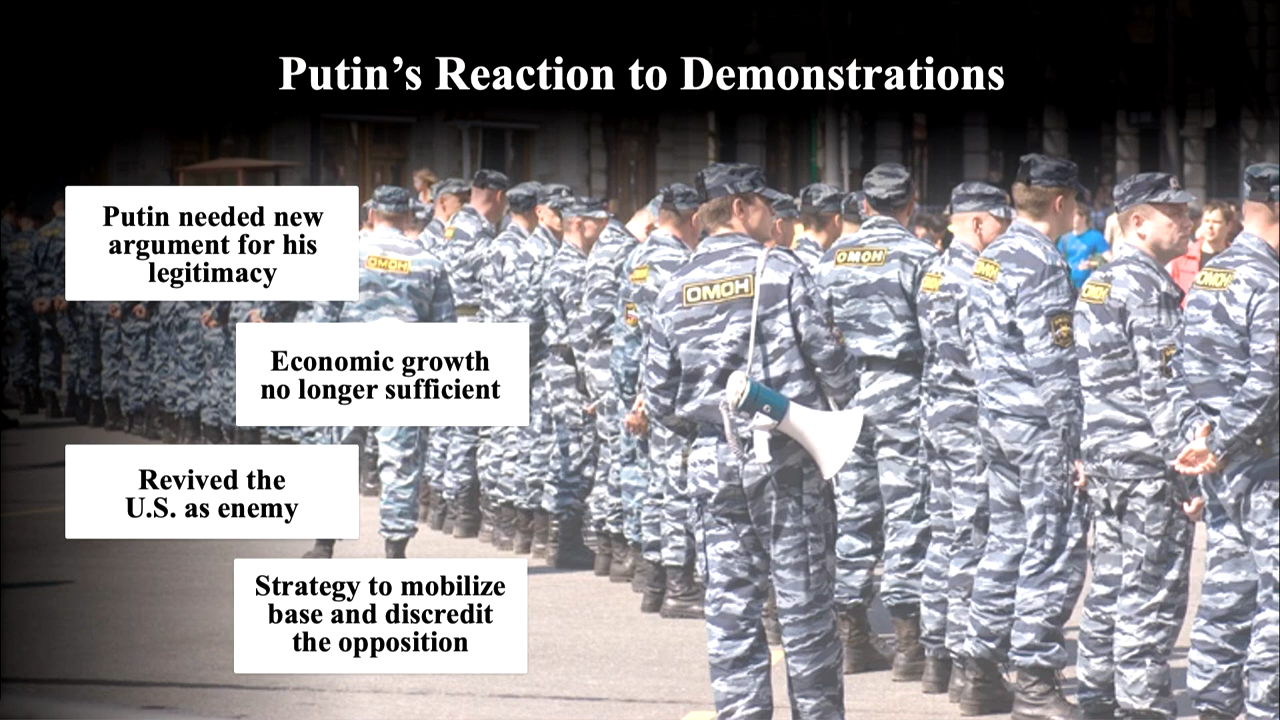 Putin’s Reaction to Demonstrations
Putin needed new
argument for his
legitimacy
Economic growth
no longer sufficient
Revived the
U.S. as enemy
Strategy to mobilize
base and discredit
the opposition
ОМОН
ОМОН
ОМОН
ОМОН
ОМОН
ОМОН